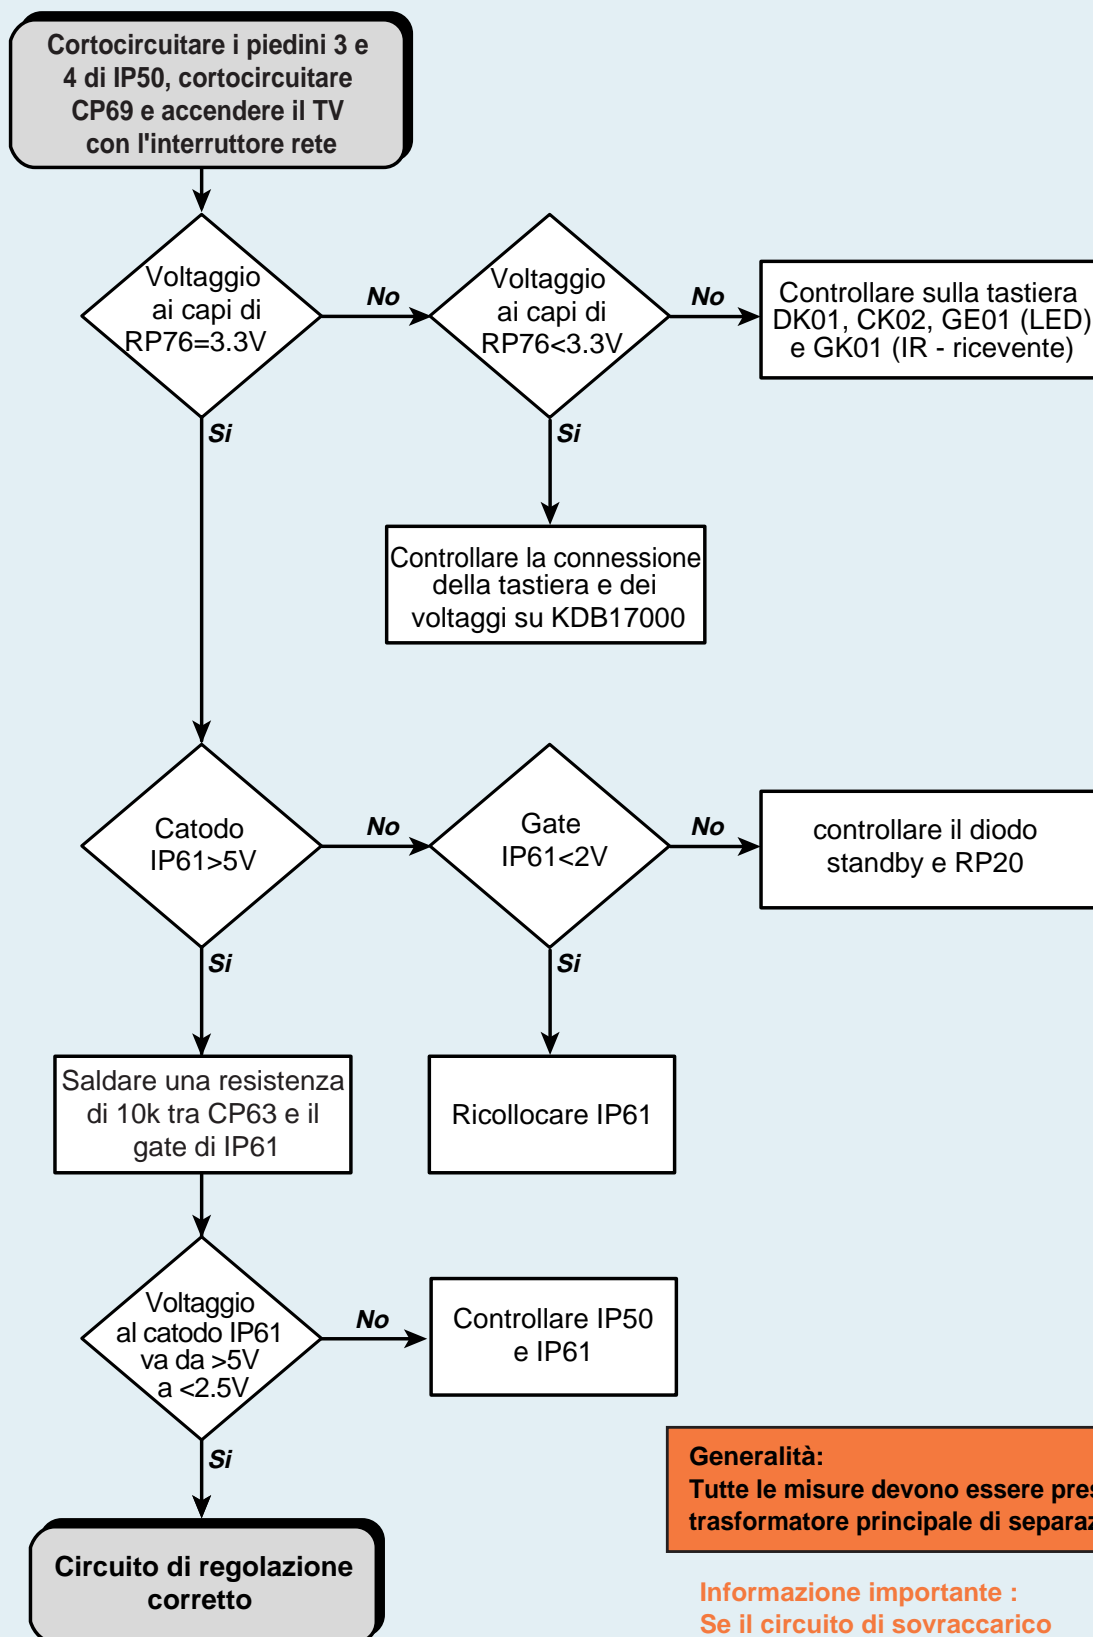 Cortocircuitare i piedini 3 e
4 di IP50, cortocircuitare
CP69 e accendere il TV
con l'interruttore rete
Voltaggio
ai capi di
RP76=3.3V
No
Voltaggio
ai capi di
RP76<3.3V
No
Controllare sulla tastiera
DK01, CK02, GE01 (LED)
e GK01 (IR - ricevente)
Si
Si
Controllare la connessione
della tastiera e dei
voltaggi su KDB17000
Catodo
IP61>5V
No
Gate
IP61<2V
No
controllare il diodo
standby e RP20
Si
Si
Saldare una resistenza
di 10k tra CP63 e il
gate di IP61
Ricollocare IP61
Voltaggio
al catodo IP61
va da >5V
a <2.5V
No
Controllare IP50
e IP61
Si
Circuito di regolazione
corretto
Generalità:
Tutte le misure devono essere
trasformatore principale di
Informazione importante :
Se il circuito di sovraccarico